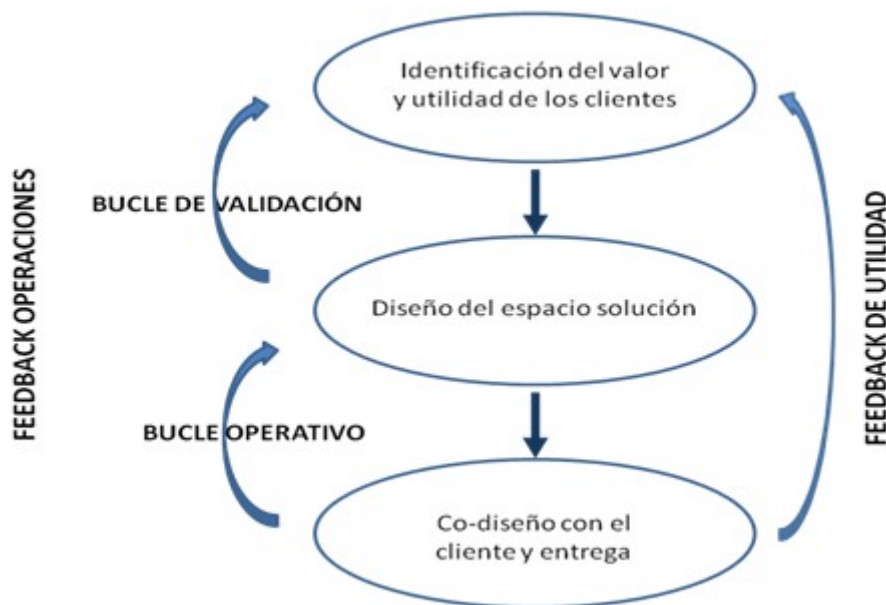 Identificación del valor
y utilidad de los clientes
BUCLE DE VALIDACIÓN
FEEDBACK OPERACIONES
FEEDBACK DE UTILIDAD
Diseño del espacio solución
BUCLE OPERATIVO
Co-diseño con el
cliente y entrega